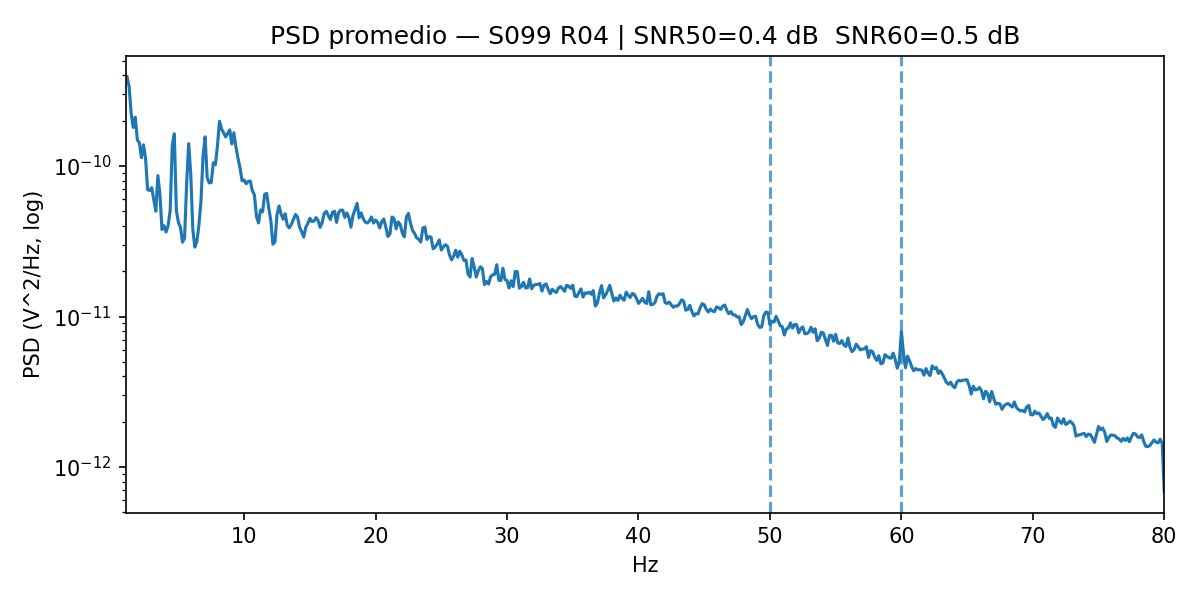 PSD promedio — S099 R04 | SNR50=0.4 dB  SNR60=0.5 dB
PSD (V^2/Hz, log)
10⁻¹⁰
10⁻¹¹
10⁻¹²
10 20 30 40 50 60 70 80
Hz